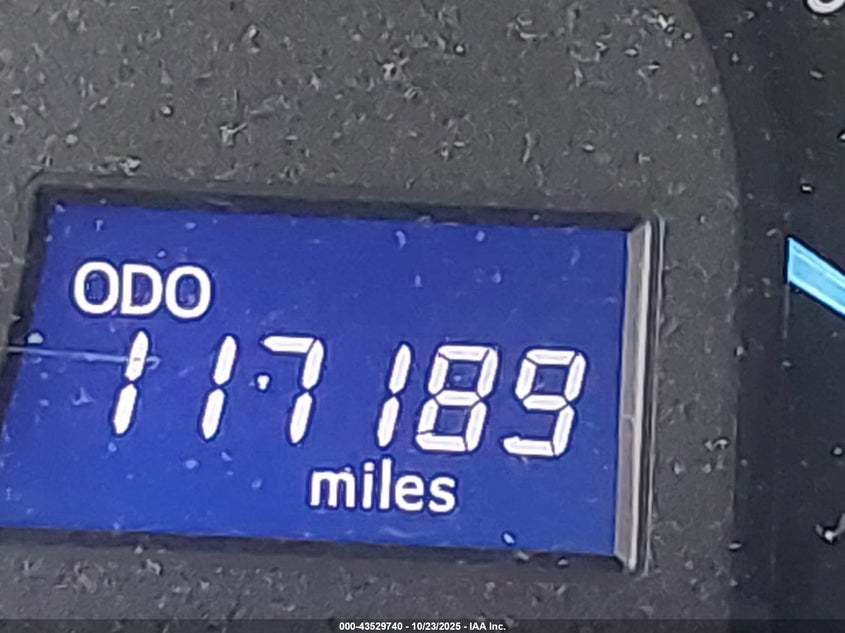 ODO
117189
miles
000-43529740 - 10/23/2025 - IAA Inc.